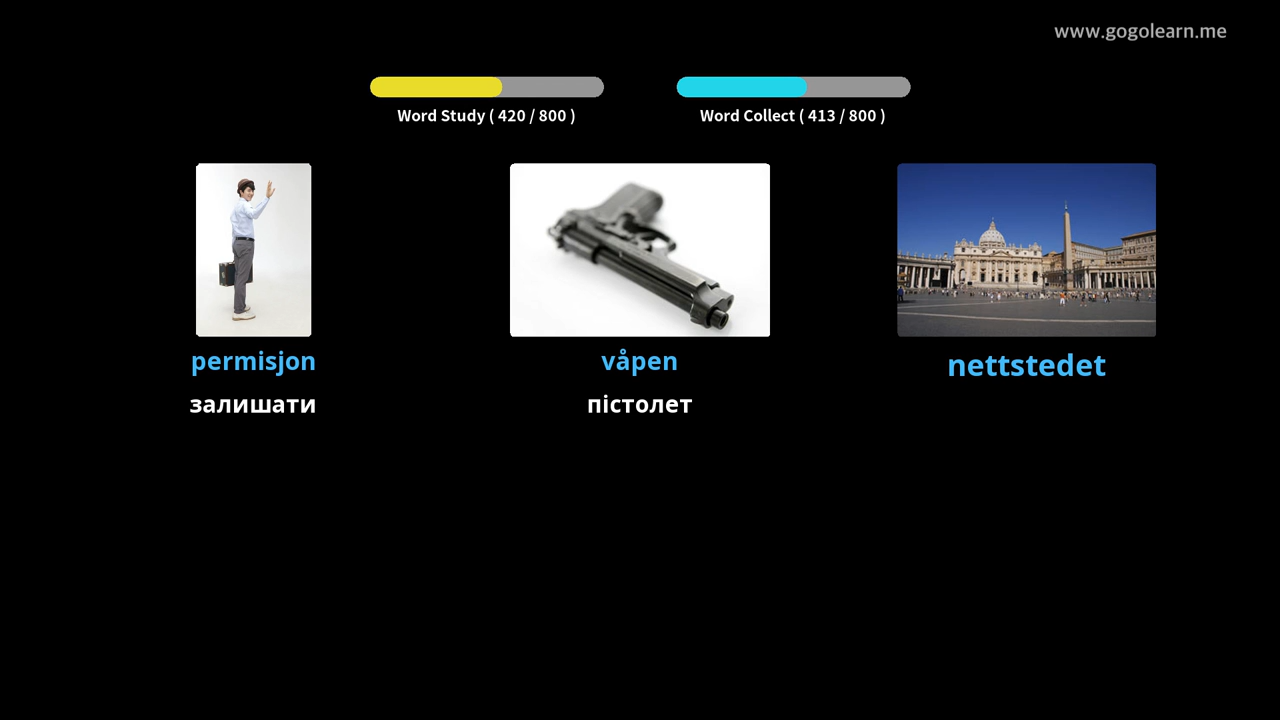 www.gogolearn.me
Word Study ( 420 / 800 )
Word Collect ( 413 / 800 )
permisjon
våpen
nettstedet
залишати
пістолет